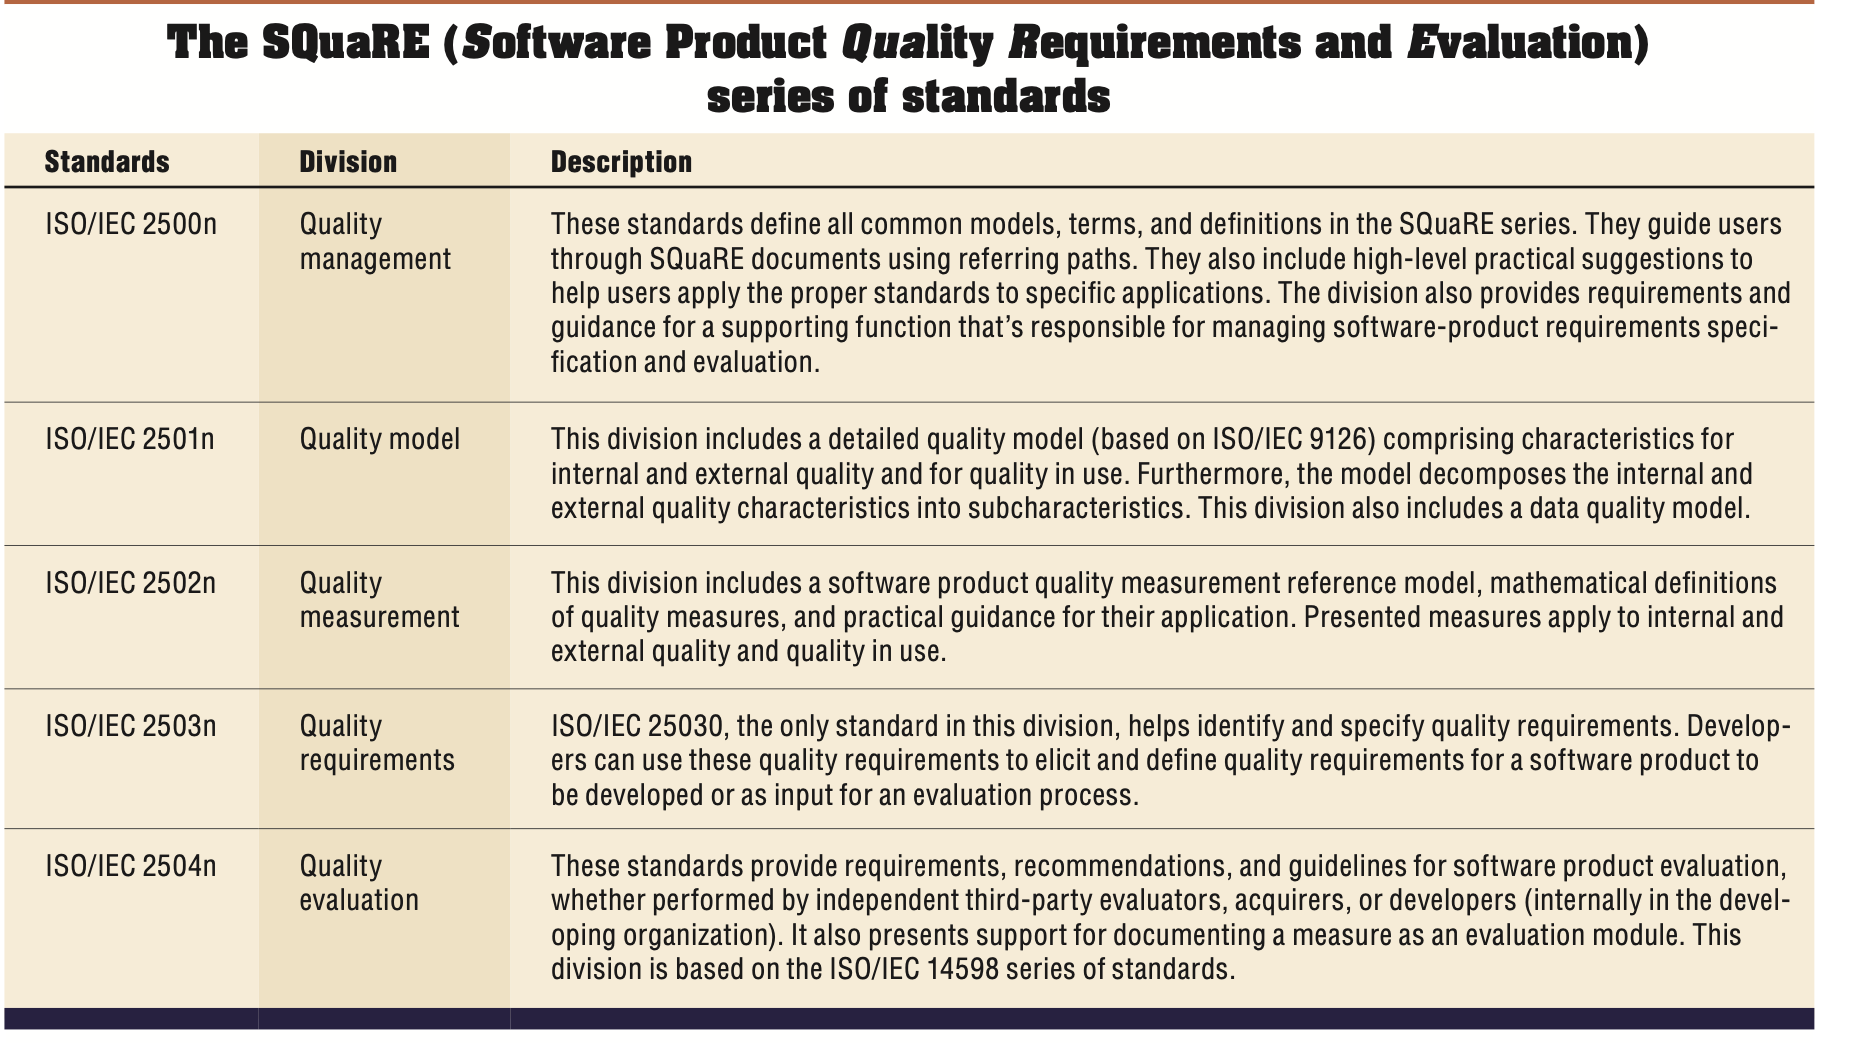 The SQuaRE (Software Product Quality Requirements and Evaluation)
series of standards
Standards
Division
Description
ISO/IEC 2500n
Quality
management
These standards define all common models, terms, and definitions in the SQuaRE series. They guide users
through SQuaRE documents using referring paths. They also include high-level practical suggestions to
help users apply the proper standards to specific applications. The division also provides requirements and
guidance for a supporting function that's responsible for managing software-product requirements speci-
fication and evaluation.
ISO/IEC 2501n
Quality model
This division includes a detailed quality model (based on ISO/IEC 9126) comprising characteristics for
internal and external quality and for quality in use. Furthermore, the model decomposes the internal and
external quality characteristics into subcharacteristics. This division also includes a data quality model.
ISO/IEC 2502n
Quality
measurement
This division includes a software product quality measurement reference model, mathematical definitions
of quality measures, and practical guidance for their application. Presented measures apply to internal and
external quality and quality in use.
ISO/IEC 2503n
Quality
requirements
ISO/IEC 25030, the only standard in this division, helps identify and specify quality requirements. Develop-
ers can use these quality requirements to elicit and define quality requirements for a software product to
be developed or as input for an evaluation process.
ISO/IEC 2504n
Quality
evaluation
These standards provide requirements, recommendations, and guidelines for software product evaluation,
whether performed by independent third-party evaluators, acquirers, or developers (internally in the devel-
oping organization). It also presents support for documenting a measure as an evaluation module. This
division is based on the ISO/IEC 14598 series of standards.